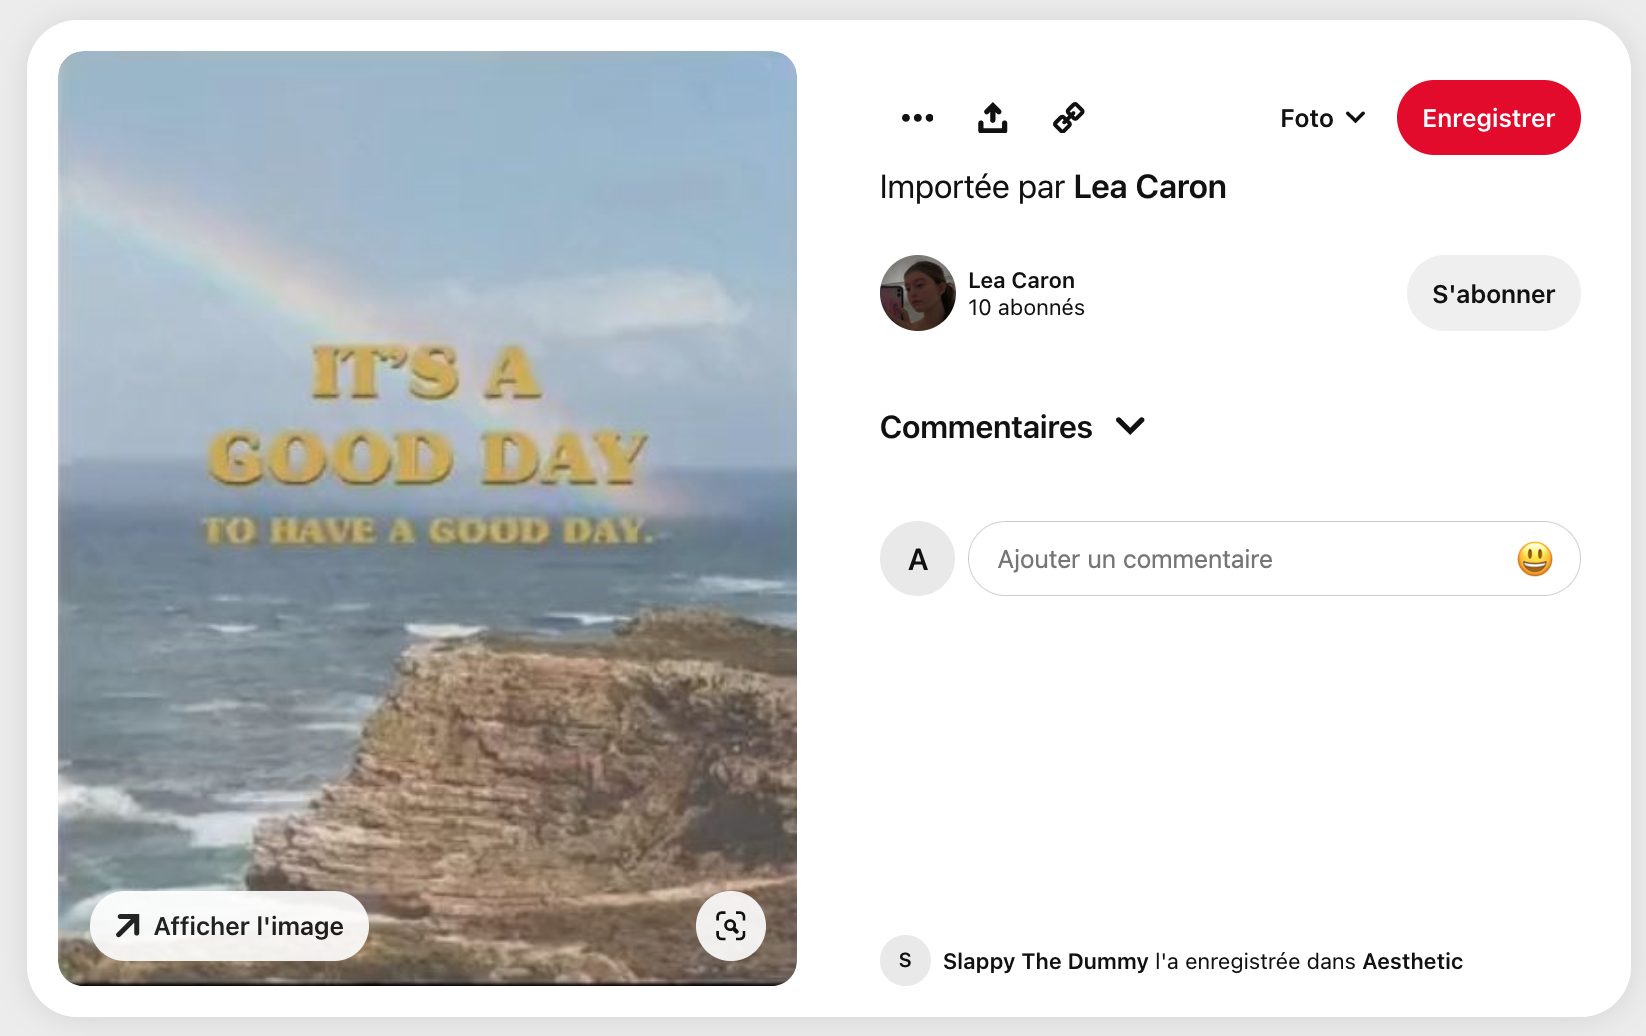 IT'S A
GOOD DAY
TO HAVE A GOOD DAY.
Afficher l'image
Foto
Enregistrer
Importée par Lea Caron
Lea Caron
10 abonnés
S'abonner
Commentaires
A
Ajouter un commentaire
S
Slappy The Dummy l'a enregistrée dans Aesthetic